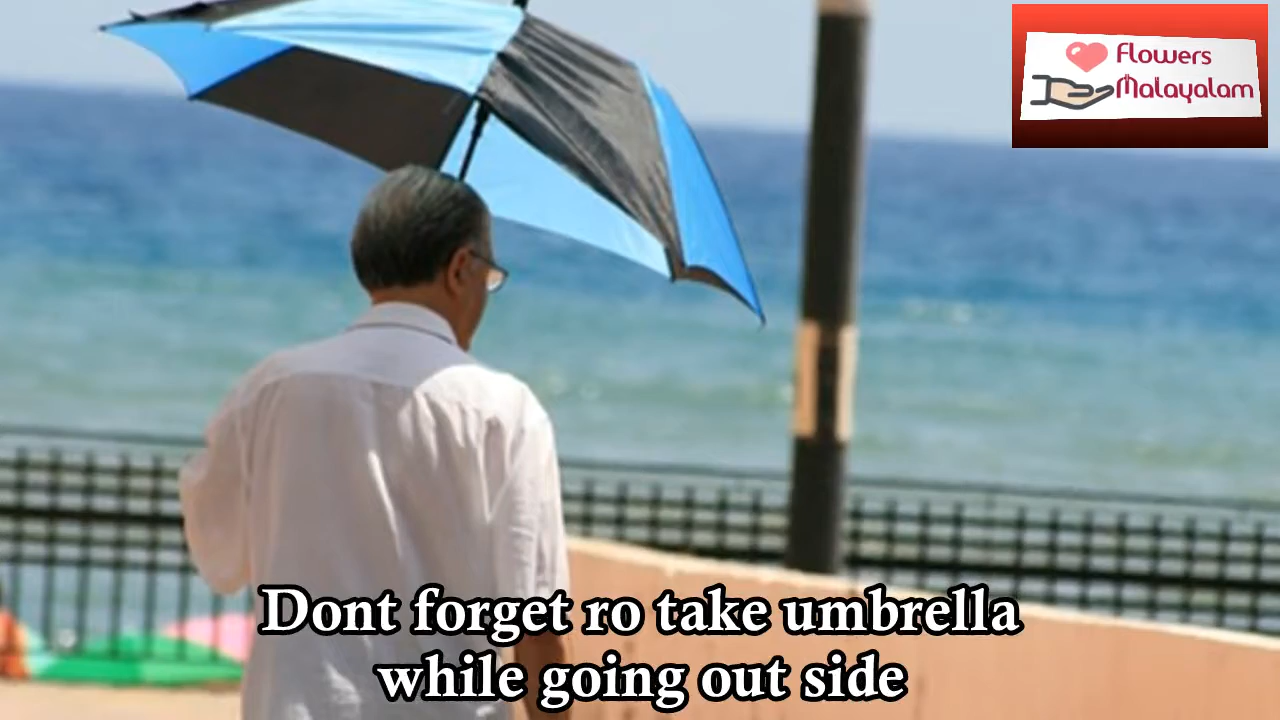 Flowers
Malayalam
Dont forget ro take umbrella
while going out side